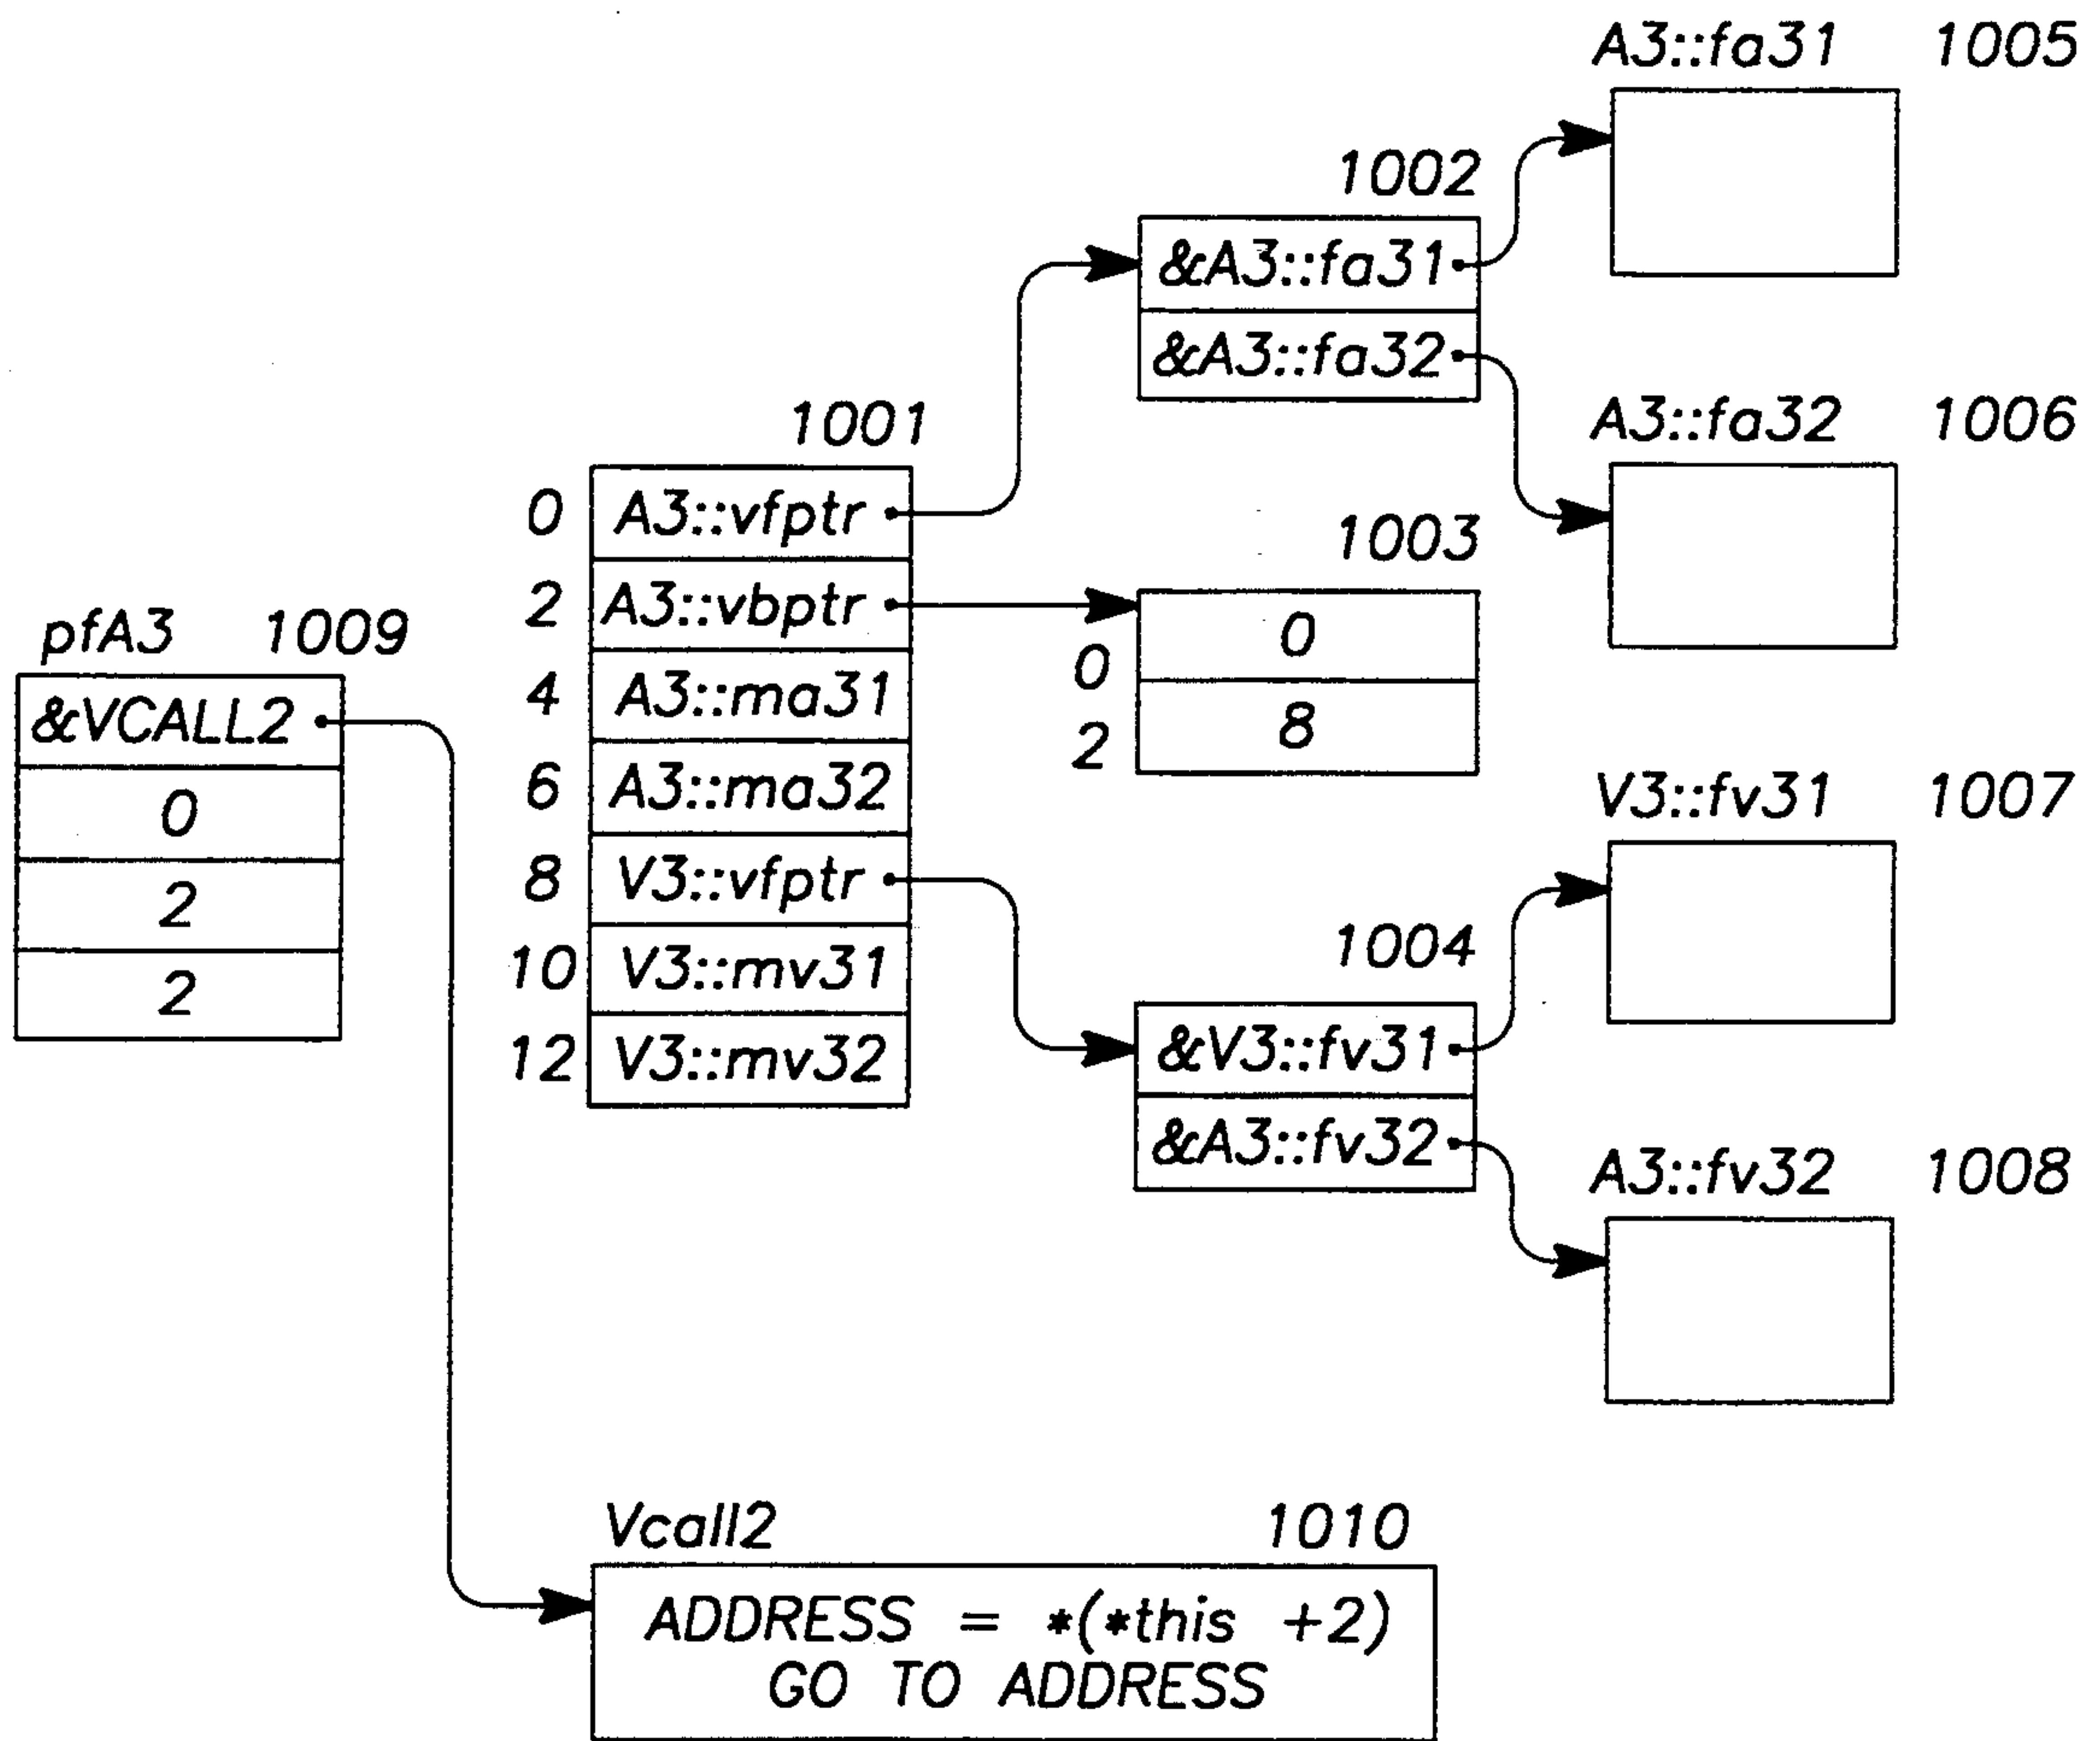 A3::fa31 1005
1002
&A3::fa31
&A3::fa32
A3::fa32 1006
1001
0 A3::vfptr
2 A3::vbptr
4 A3::ma31
6 A3::ma32
8 V3::vfptr
10 V3::mv31
12 V3::mv32
1003
0 0
2 8
pfA3 1009
&VCALL2
0
2
2
V3::fv31 1007
1004
&V3::fv31
&A3::fv32
A3::fv32 1008
Vcall2 1010
ADDRESS = *(*this +2)
GO TO ADDRESS